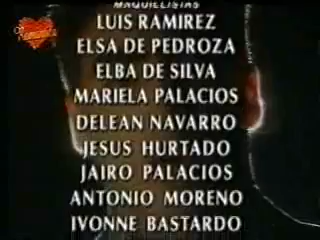 MAQUILLISTAS
LUIS RAMIREZ
ELSA DE PEDROZA
ELBA DE SILVA
MARIELA PALACIOS
DELEAN NAVARRO
JESUS HURTADO
JAIRO PALACIOS
ANTONIO MORENO
IVONNE BASTARDO